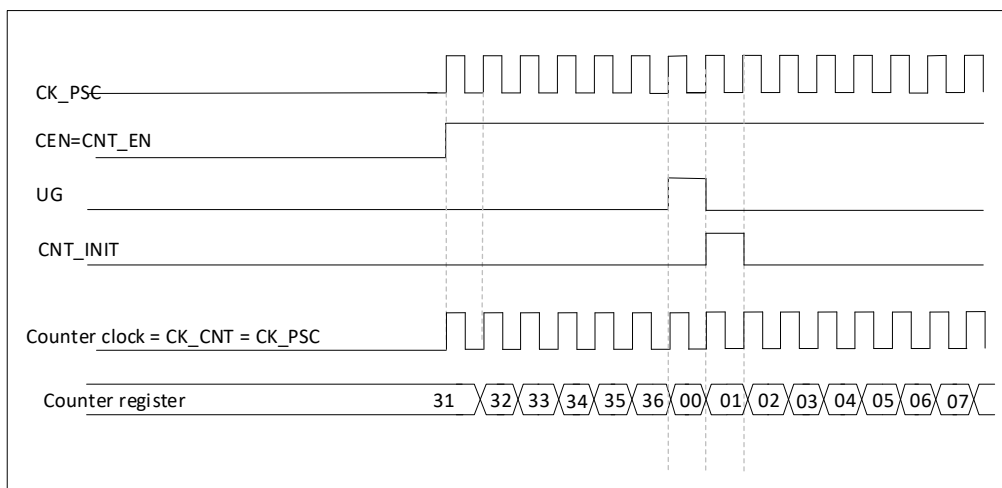 CK_PSC
CEN=CNT_EN
UG
CNT_INIT
Counter clock = CK_CNT = CK_PSC
Counter register 31 32 33 34 35 36 00 01 02 03 04 05 06 07